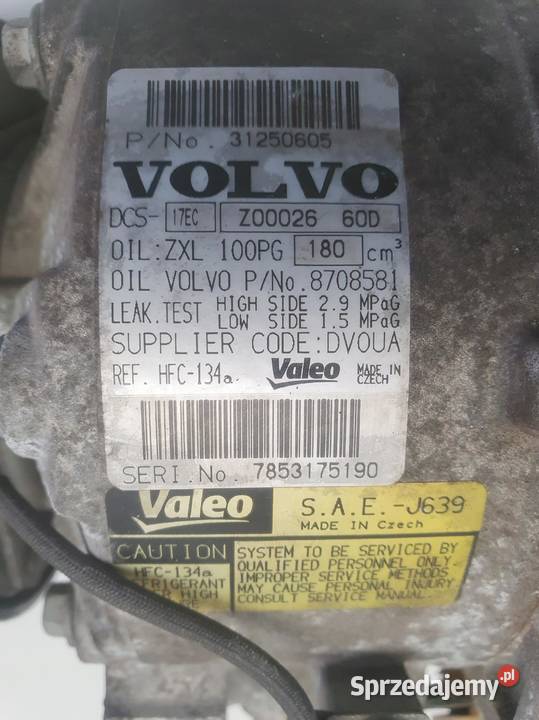 P/No. 31250605
VOLVO
DCS- 17EC Z00026 60D
OIL:ZXL 100PG 180 cm³
OIL VOLVO P/No.8708581
LEAK.TEST HIGH SIDE 2.9 MPaG
LOW SIDE 1.5 MPaG
SUPPLIER CODE:DVOUA
REF. HFC-134a Valeo MADE IN CZECH
SERI.No. 7853175190
Valeo S.A.E.-J639
MADE IN Czech
CAUTION
SYSTEM TO BE SERVICED BY
QUALIFIED PERSONNEL ONLY.
IMPROPER SERVICE METHODS
MAY CAUSE PERSONAL INJURY
CONSULT SERVICE MANUAL.
HFC-134a
HIGH
Sprzedajemy.pl